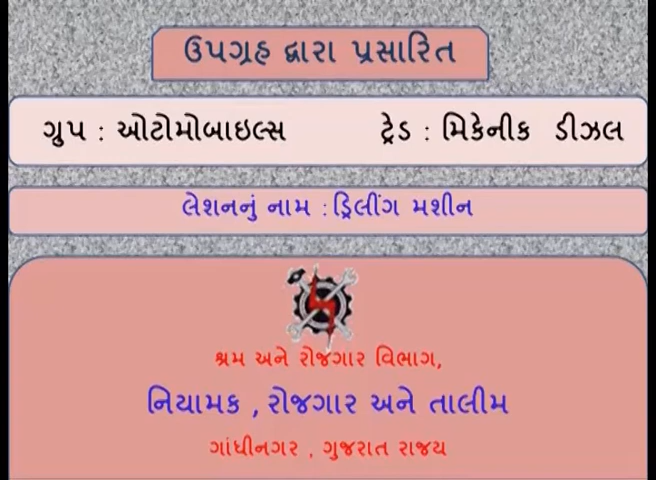 ઉપગ્રહ દ્વારા પ્રસારિત
ગ્રુપ : ઓટોમોબાઇલ્સ ટ્રેડ : મિકેનીક ડીઝલ
લેશનનું નામ : ડ્રિલીંગ મશીન
શ્રમ અને રોજગાર વિભાગ,
નિયામક , રોજગાર અને તાલીમ
ગાંધીનગર , ગુજરાત રાજ્ય